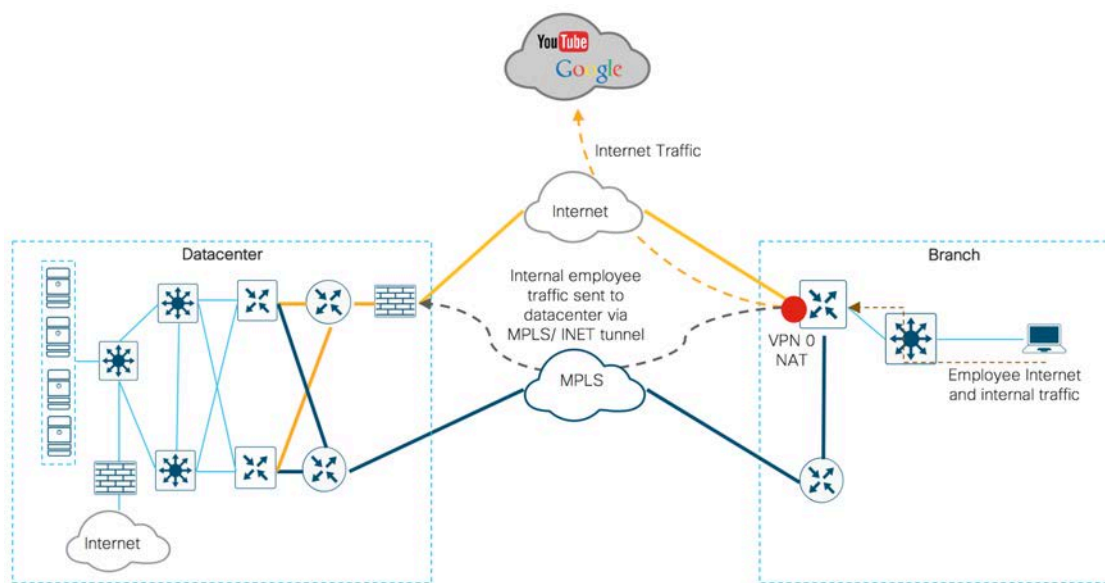 YouTube
Google
Internet Traffic
Internet
Datacenter
Internal employee
traffic sent to
datacenter via
MPLS/ INET tunnel
Branch
VPN 0
NAT
MPLS
Employee Internet
and internal traffic
Internet